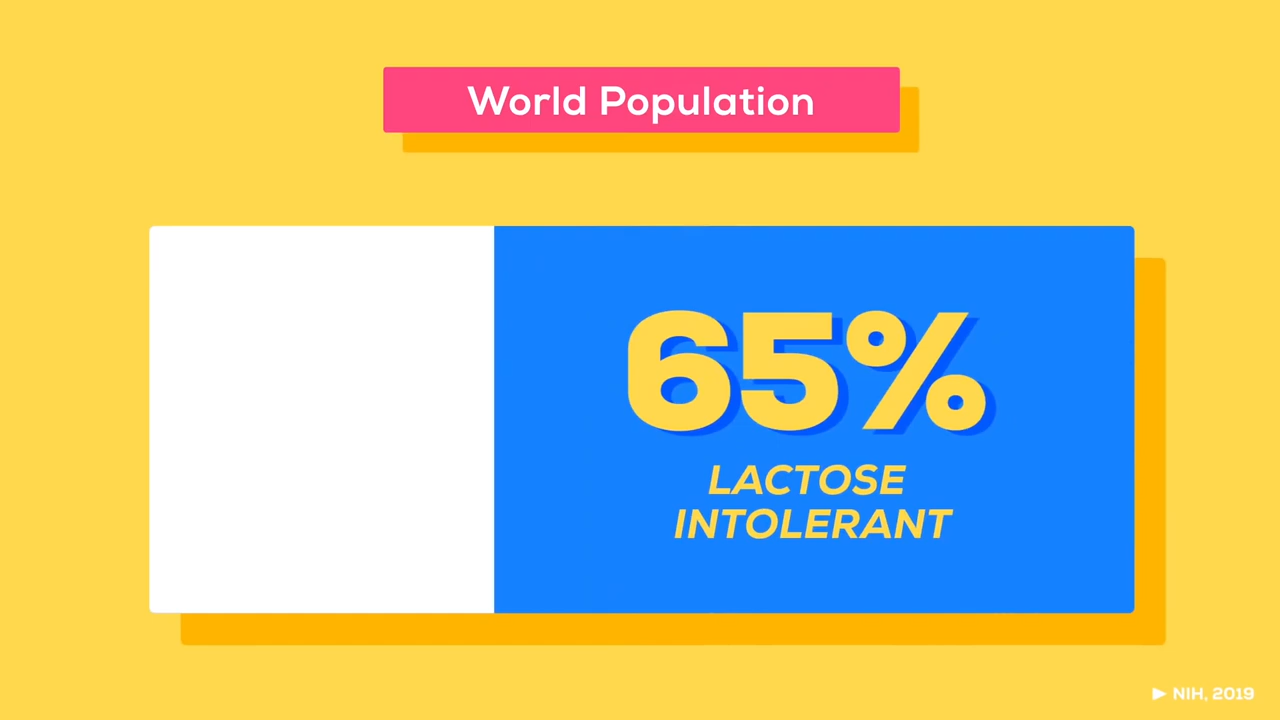 World Population
65%
LACTOSE
INTOLERANT
► NIH, 2019